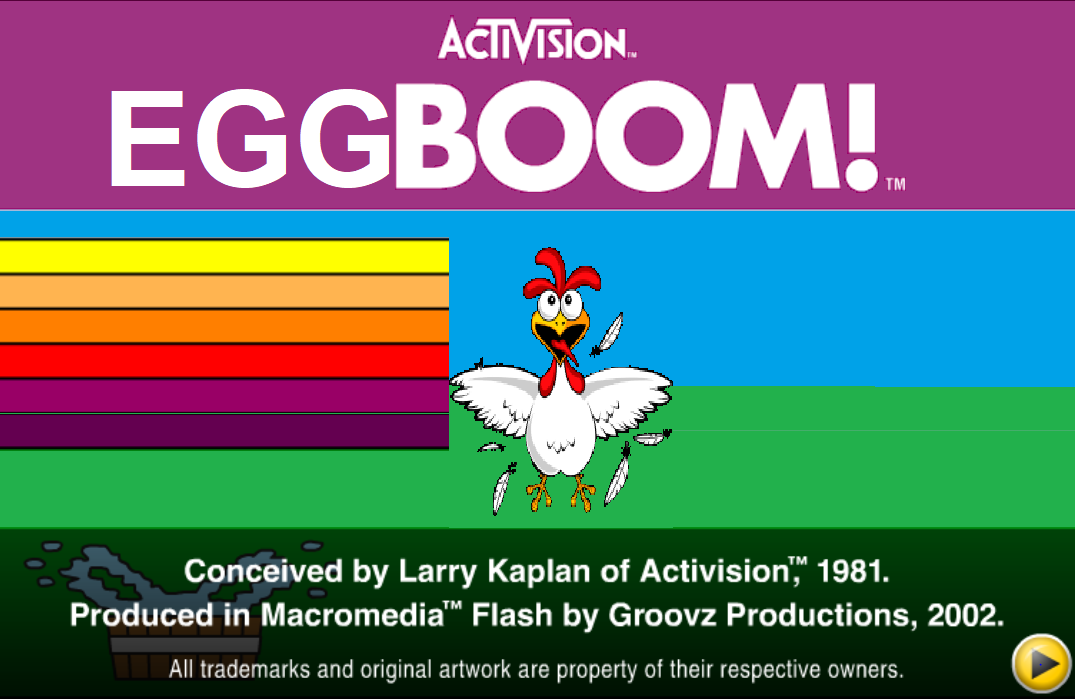 ACTIVISION™
EGGBOOM!™
Conceived by Larry Kaplan of Activision,™ 1981.
Produced in Macromedia™ Flash by Groovz Productions, 2002.
All trademarks and original artwork are property of their respective owners.